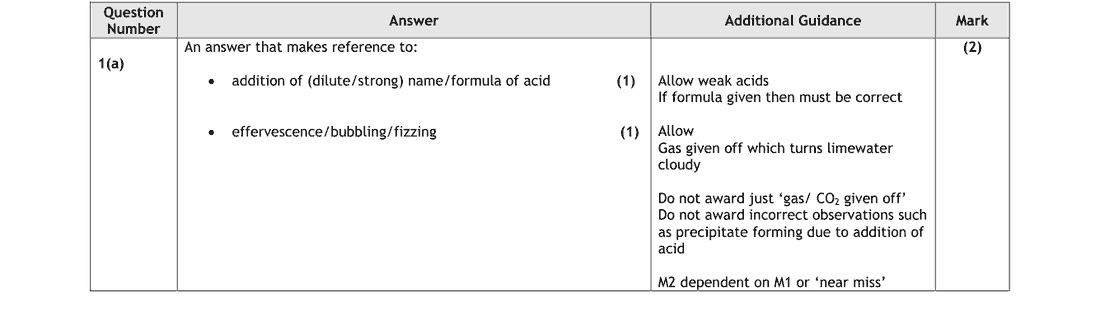 Question Number Answer Additional Guidance Mark
1(a)
An answer that makes reference to:
• addition of (dilute/strong) name/formula of acid (1)
• effervescence/bubbling/fizzing (1)
Allow weak acids
If formula given then must be correct
Allow
Gas given off which turns limewater
cloudy
Do not award just ‘gas/ CO₂ given off’
Do not award incorrect observations such
as precipitate forming due to addition of
acid
M2 dependent on M1 or ‘near miss’
(2)